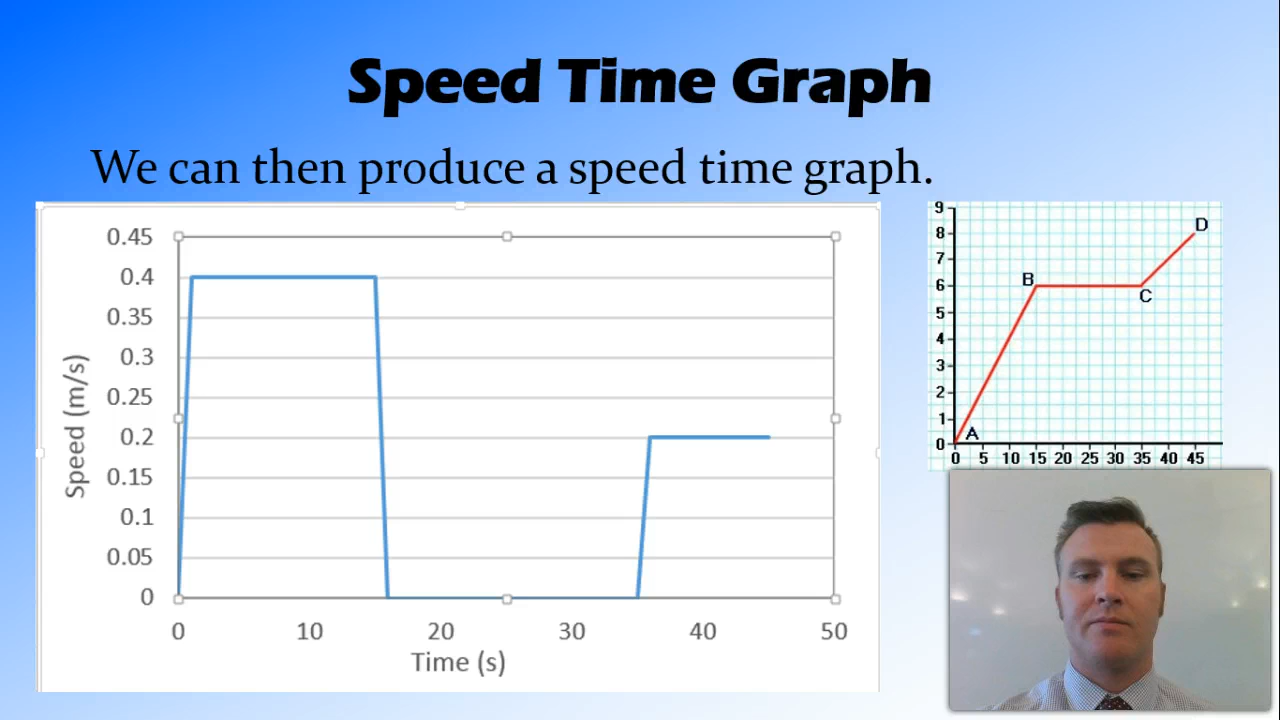 Speed Time Graph
We can then produce a speed time graph.
0.45
0.4
0.35
0.3
0.25
0.2
0.15
0.1
0.05
0
Speed (m/s)
0 10 20 30 40 50
Time (s)
9
8
7
6
5
4
3
2
1
0
A
B
C
D
0 5 10 15 20 25 30 35 40 45